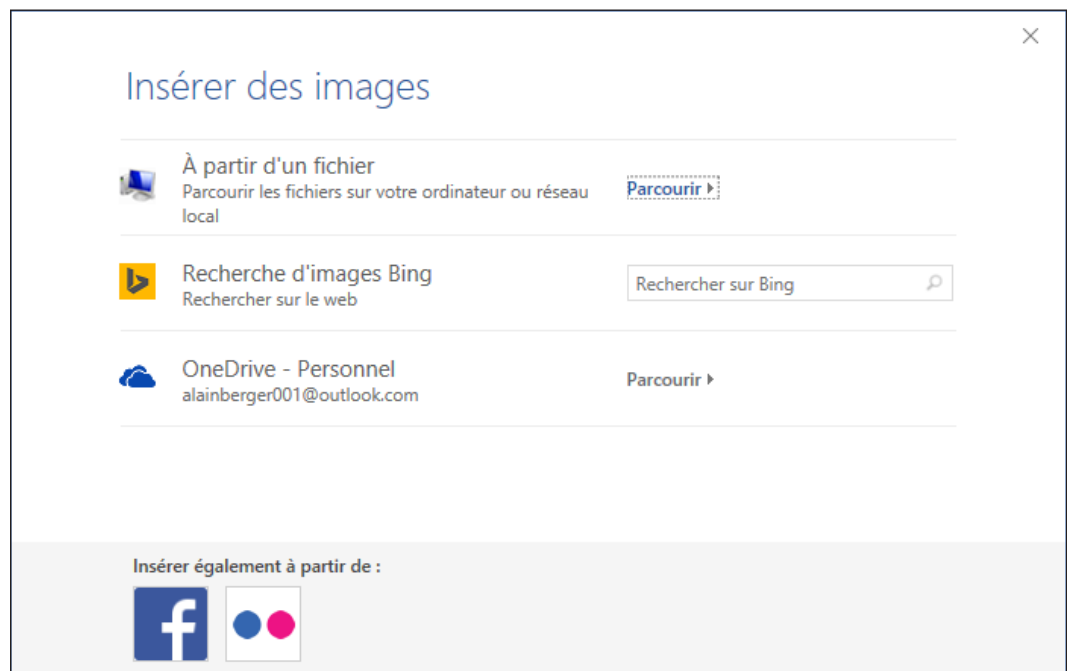 Insérer des images
À partir d'un fichier
Parcourir les fichiers sur votre ordinateur ou réseau
local
Parcourir
Recherche d'images Bing
Rechercher sur le web
Rechercher sur Bing
OneDrive - Personnel
alainberger001@outlook.com
Parcourir
Insérer également à partir de :